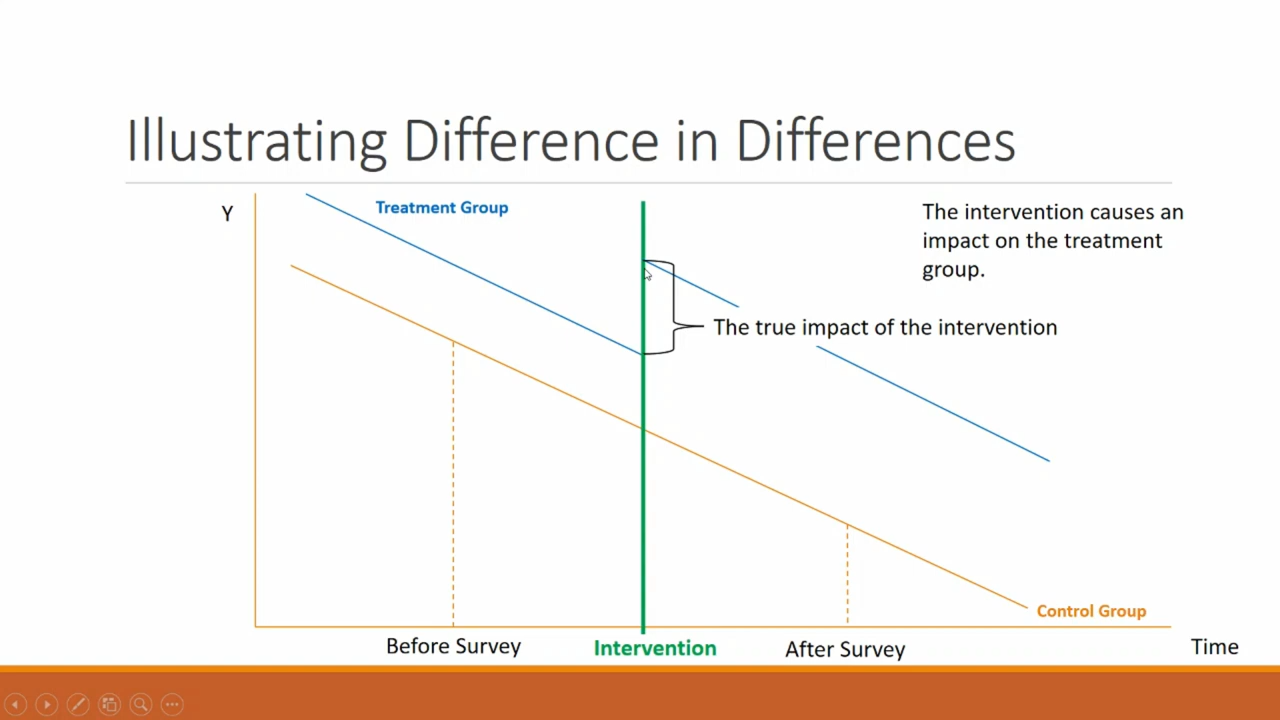 Illustrating Difference in Differences
Y
Treatment Group
The intervention causes an
impact on the treatment
group.
The true impact of the intervention
Control Group
Before Survey
Intervention
After Survey
Time